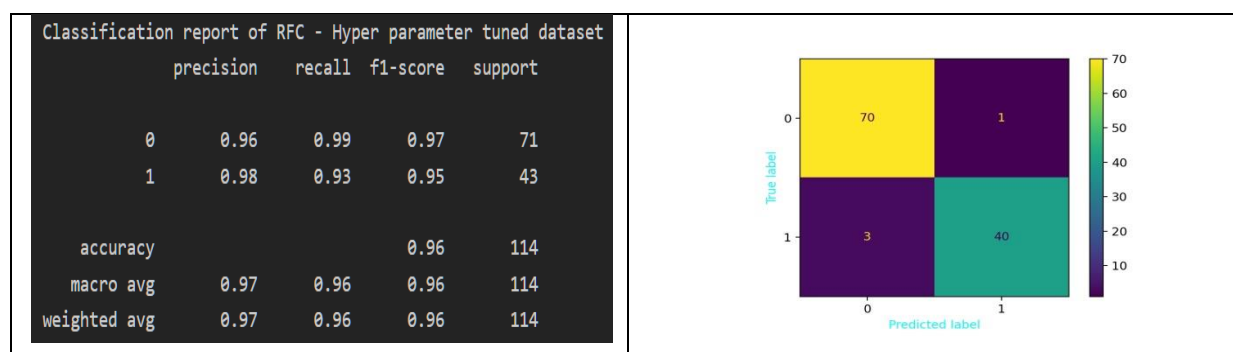 Classification report of RFC - Hyper parameter tuned dataset
precision recall f1-score support
0 0.96 0.99 0.97 71
1 0.98 0.93 0.95 43
accuracy 0.96 114
macro avg 0.97 0.96 0.96 114
weighted avg 0.97 0.96 0.96 114
True label
0
1
70 1
3 40
0 1
Predicted label
70
60
50
40
30
20
10